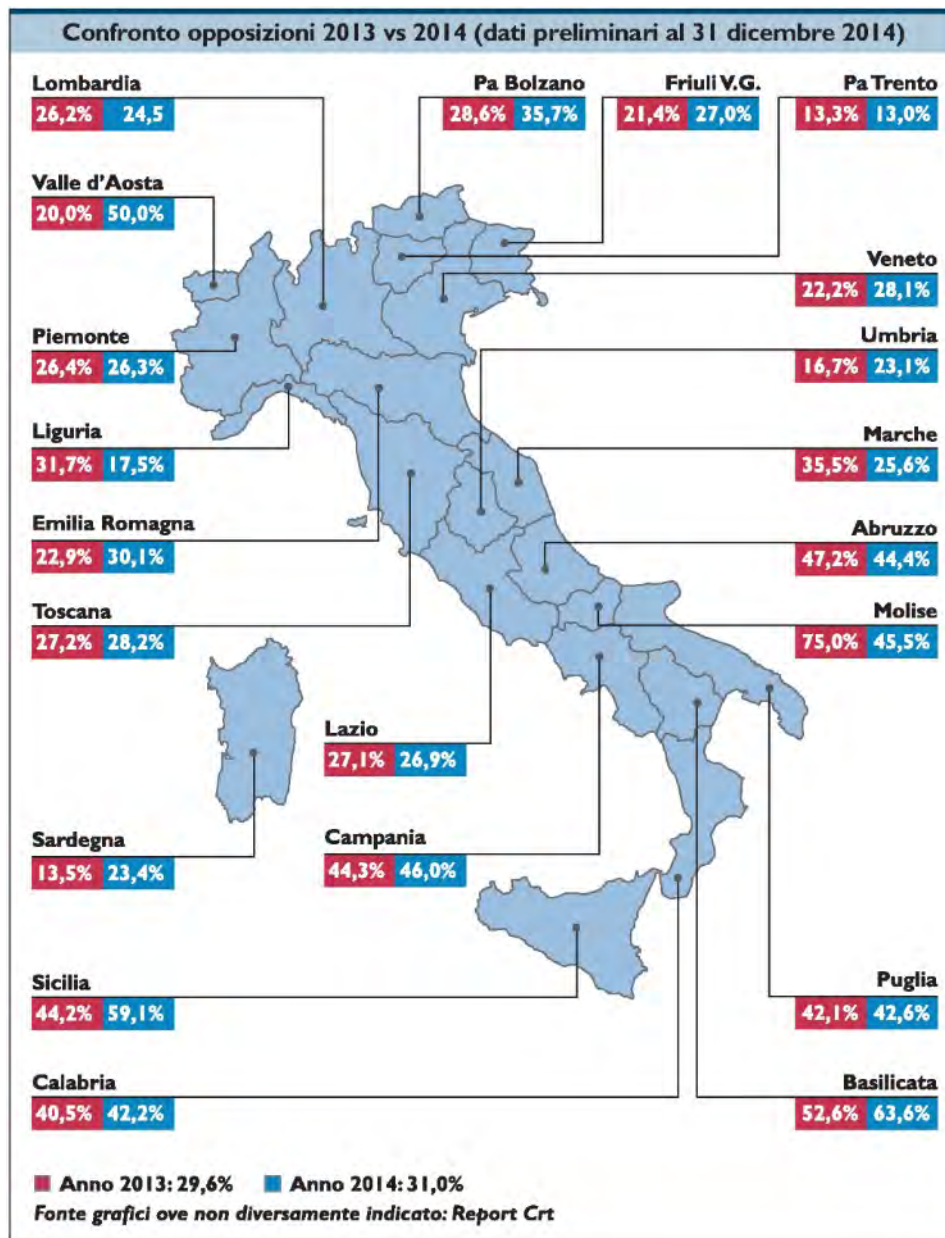 Confronto opposizioni 2013 vs 2014 (dati preliminari al 31 dicembre 2014)
Lombardia
26,2% 24,5
Pa Bolzano
28,6% 35,7%
Friuli V.G.
21,4% 27,0%
Pa Trento
13,3% 13,0%
Valle d'Aosta
20,0% 50,0%
Veneto
22,2% 28,1%
Piemonte
26,4% 26,3%
Umbria
16,7% 23,1%
Liguria
31,7% 17,5%
Marche
35,5% 25,6%
Emilia Romagna
22,9% 30,1%
Abruzzo
47,2% 44,4%
Toscana
27,2% 28,2%
Molise
75,0% 45,5%
Lazio
27,1% 26,9%
Sardegna
13,5% 23,4%
Campania
44,3% 46,0%
Sicilia
44,2% 59,1%
Puglia
42,1% 42,6%
Calabria
40,5% 42,2%
Basilicata
52,6% 63,6%
Anno 2013: 29,6% Anno 2014: 31,0%
Fonte grafici ove non diversamente indicato: Report Crt